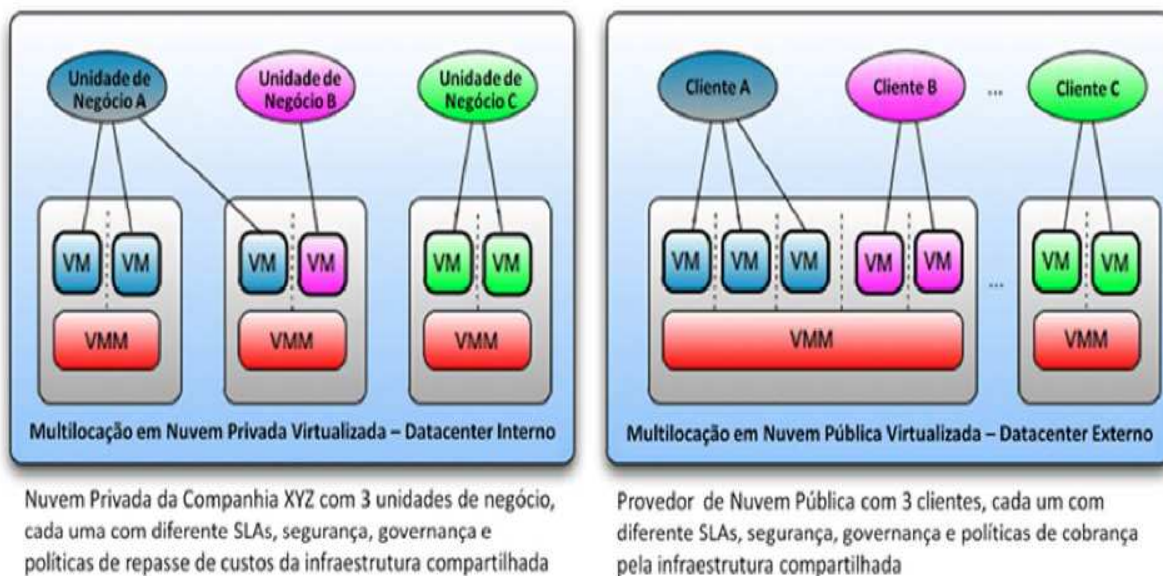 Unidade de
Negócio A
Unidade de
Negócio B
Unidade de
Negócio C
VM VM VM VM VM VM
VMM VMM VMM
Multilocação em Nuvem Privada Virtualizada – Datacenter Interno
Nuvem Privada da Companhia XYZ com 3 unidades de negócio,
cada uma com diferente SLAs, segurança, governança e
políticas de repasse de custos da infraestrutura compartilhada
Cliente A Cliente B ... Cliente C
VM VM VM VM VM ... VM VM
VMM VMM
Multilocação em Nuvem Pública Virtualizada – Datacenter Externo
Provedor de Nuvem Pública com 3 clientes, cada um com
diferente SLAs, segurança, governança e políticas de cobrança
pela infraestrutura compartilhada